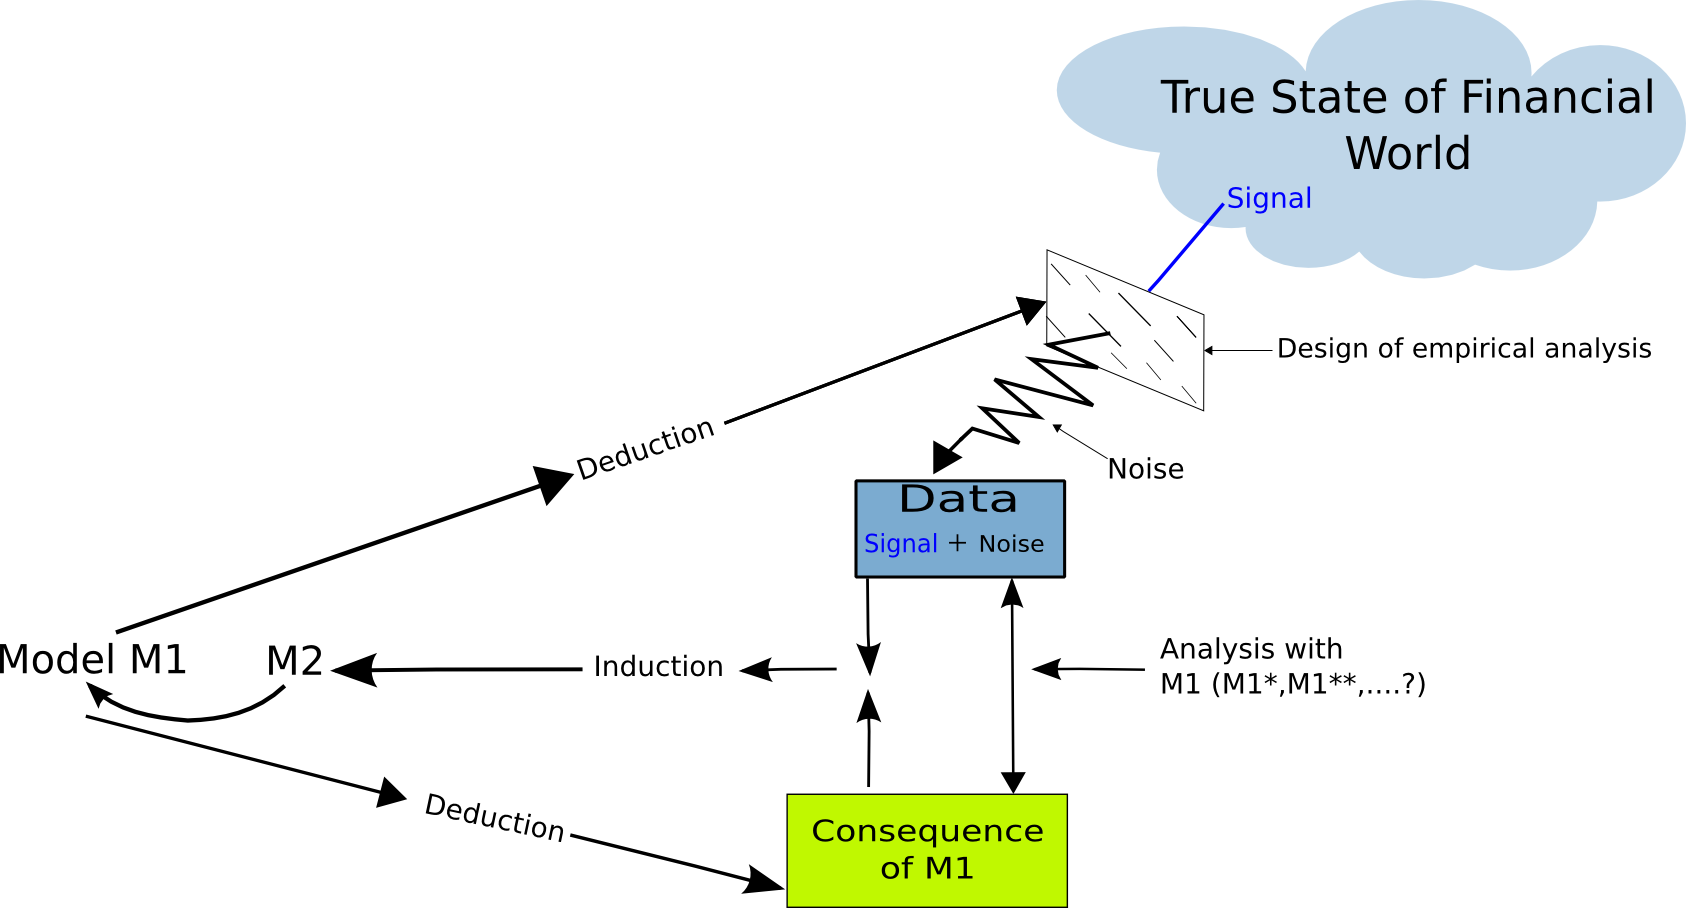 True State of Financial
World
Signal
Design of empirical analysis
Deduction
Noise
Data
Signal + Noise
Model M1
M2
Induction
Analysis with
M1 (M1*,M1**,....?)
Deduction
Consequence
of M1